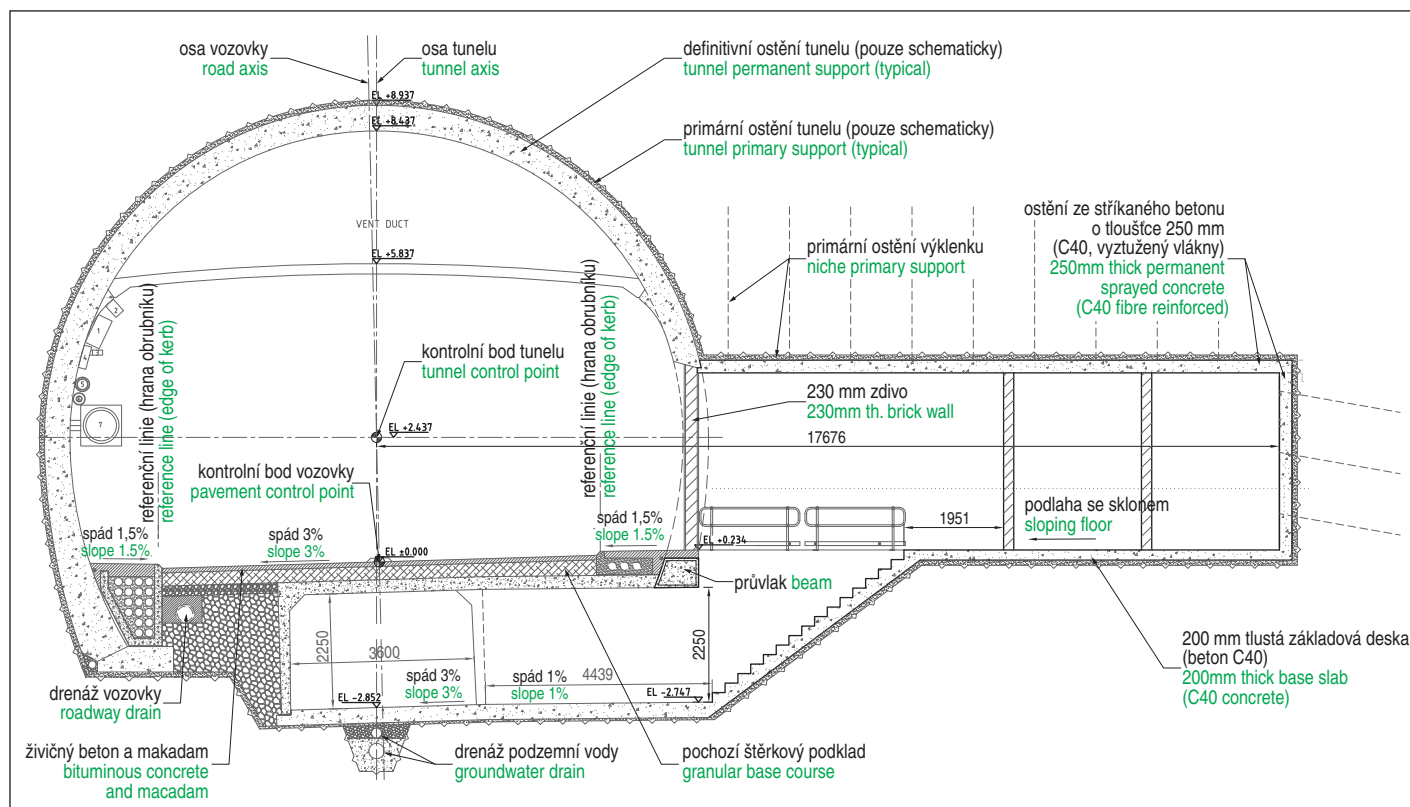 osa vozovky
road axis
osa tunelu
tunnel axis
definitivní ostění tunelu (pouze schematicky)
tunnel permanent support (typical)
EL +8.937
EL +8.437
primární ostění tunelu (pouze schematicky)
tunnel primary support (typical)
VENT DUCT
EL +5.837
primární ostění výklenku
niche primary support
ostění ze stříkaného betonu
o tloušťce 250 mm
(C40, vyztužený vlákny)
250mm thick permanent
sprayed concrete
(C40 fibre reinforced)
2
1
4
5
7
referenční linie (hrana obrubníku)
reference line (edge of kerb)
kontrolní bod tunelu
tunnel control point
referenční linie (hrana obrubníku)
reference line (edge of kerb)
230 mm zdivo
230mm th. brick wall
EL +2.437
17676
kontrolní bod vozovky
pavement control point
spád 1,5%
slope 1.5%
spád 3%
slope 3%
EL ±0.000
spád 1,5%
slope 1.5%
EL +0.234
1951
podlaha se sklonem
sloping floor
průvlak beam
2250
3600
spád 3%
slope 3%
spád 1%
slope 1%
4439
2250
EL -2.852
EL -2.747
200 mm tlustá základová deska
(beton C40)
200mm thick base slab
(C40 concrete)
drenáž vozovky
roadway drain
živičný beton a makadam
bituminous concrete
and macadam
drenáž podzemní vody
groundwater drain
pochozí štěrkový podklad
granular base course